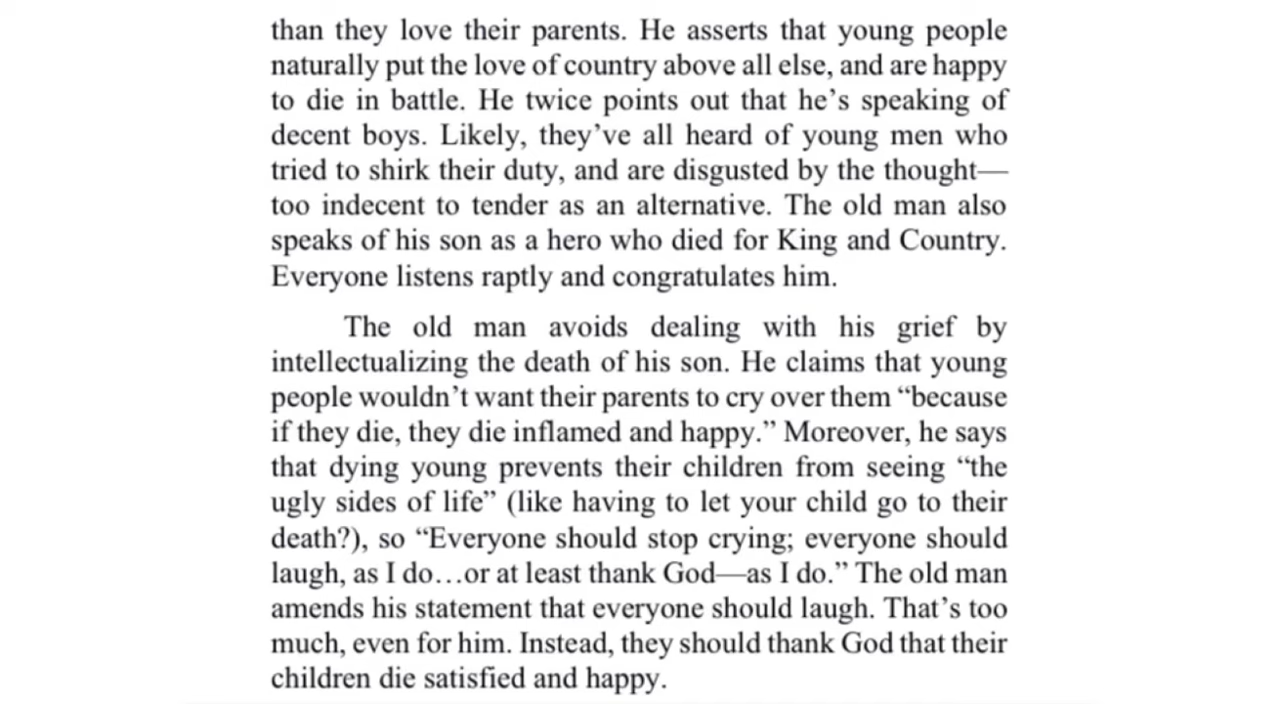 than they love their parents. He asserts that young people
naturally put the love of country above all else, and are happy
to die in battle. He twice points out that he’s speaking of
decent boys. Likely, they’ve all heard of young men who
tried to shirk their duty, and are disgusted by the thought—
too indecent to tender as an alternative. The old man also
speaks of his son as a hero who died for King and Country.
Everyone listens raptly and congratulates him.
The old man avoids dealing with his grief by
intellectualizing the death of his son. He claims that young
people wouldn’t want their parents to cry over them “because
if they die, they die inflamed and happy.” Moreover, he says
that dying young prevents their children from seeing “the
ugly sides of life” (like having to let your child go to their
death?), so “Everyone should stop crying; everyone should
laugh, as I do…or at least thank God—as I do.” The old man
amends his statement that everyone should laugh. That’s too
much, even for him. Instead, they should thank God that their
children die satisfied and happy.